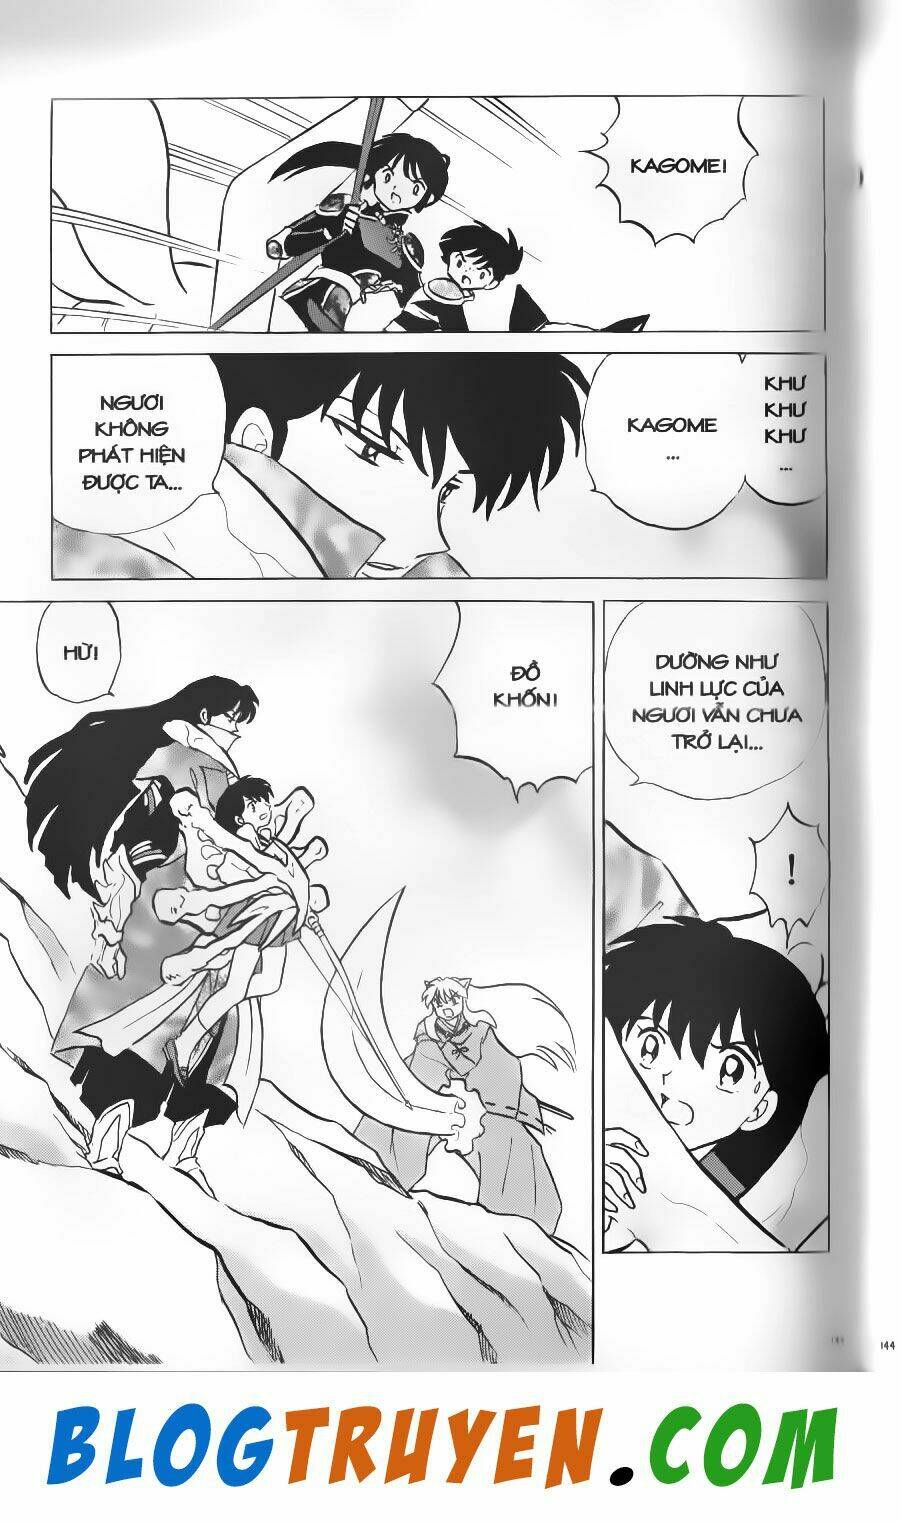 KAGOME!
KHƯ
KHƯ
KHƯ
...
KAGOME
...
NGƯƠI
KHÔNG
PHÁT HIỆN
ĐƯỢC TA...
DƯỜNG NHƯ
LINH LỰC CỦA
NGƯƠI VẪN CHƯA
TRỞ LẠI...
!
ĐỒ
KHỐN!
HỪ!
144
BLOGTRUYEN.COM